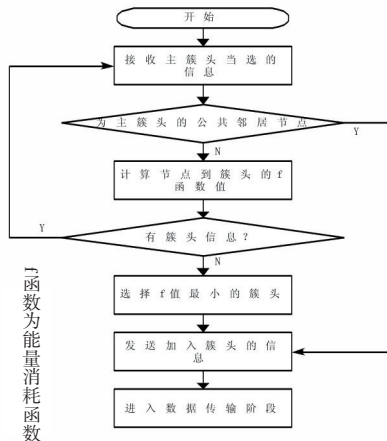 开始
接收主簇头当选的
信息
为主簇头的公共邻居节点
Y
N
计算节点到簇头的f
函数值
Y
有簇头信息？
N
选择f值最小的簇头
发送加入簇头的信
息
进入数据传输阶段
f函数为能量消耗函数